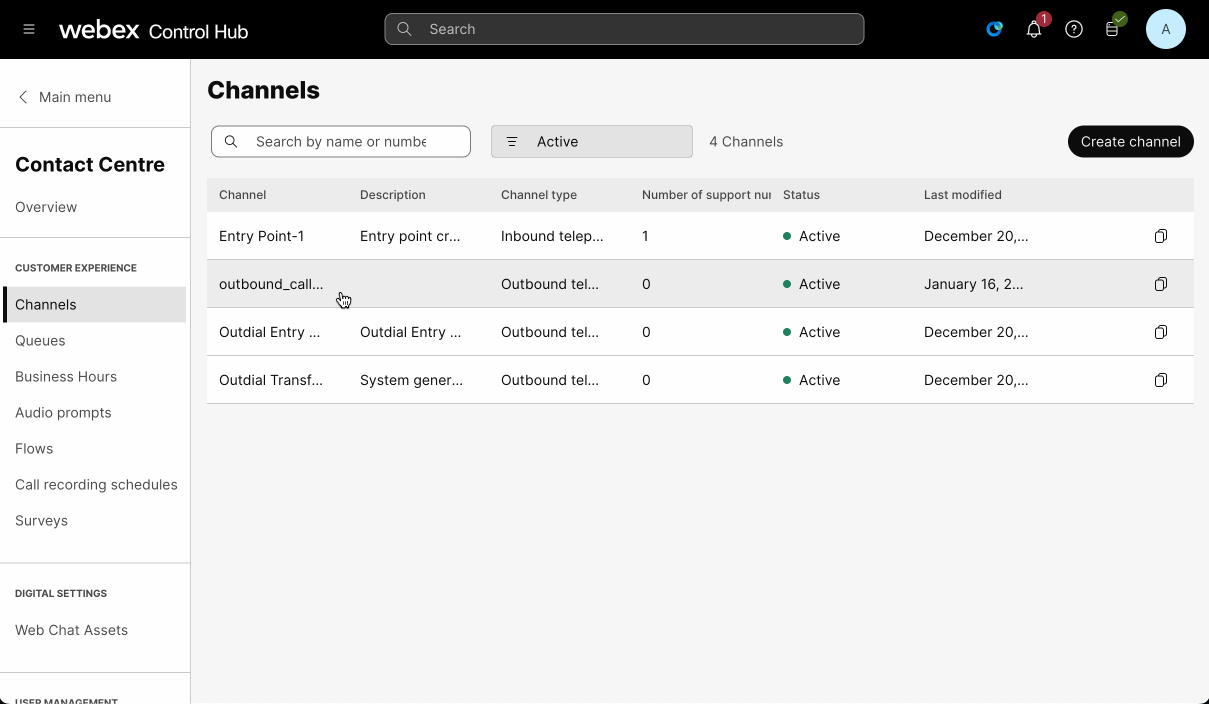 webex Control Hub
Search
1
A
Main menu
Contact Centre
Overview
CUSTOMER EXPERIENCE
Channels
Queues
Business Hours
Audio prompts
Flows
Call recording schedules
Surveys
DIGITAL SETTINGS
Web Chat Assets
USER MANAGEMENT
Channels
Search by name or numbe
Active
4 Channels
Create channel
Channel Description Channel type Number of support nur Status Last modified
Entry Point-1 Entry point cr... Inbound telep... 1 Active December 20,...
outbound_call... Outbound tel... 0 Active January 16, 2...
Outdial Entry ... Outdial Entry ... Outbound tel... 0 Active December 20,...
Outdial Transf... System gener... Outbound tel... 0 Active December 20,...